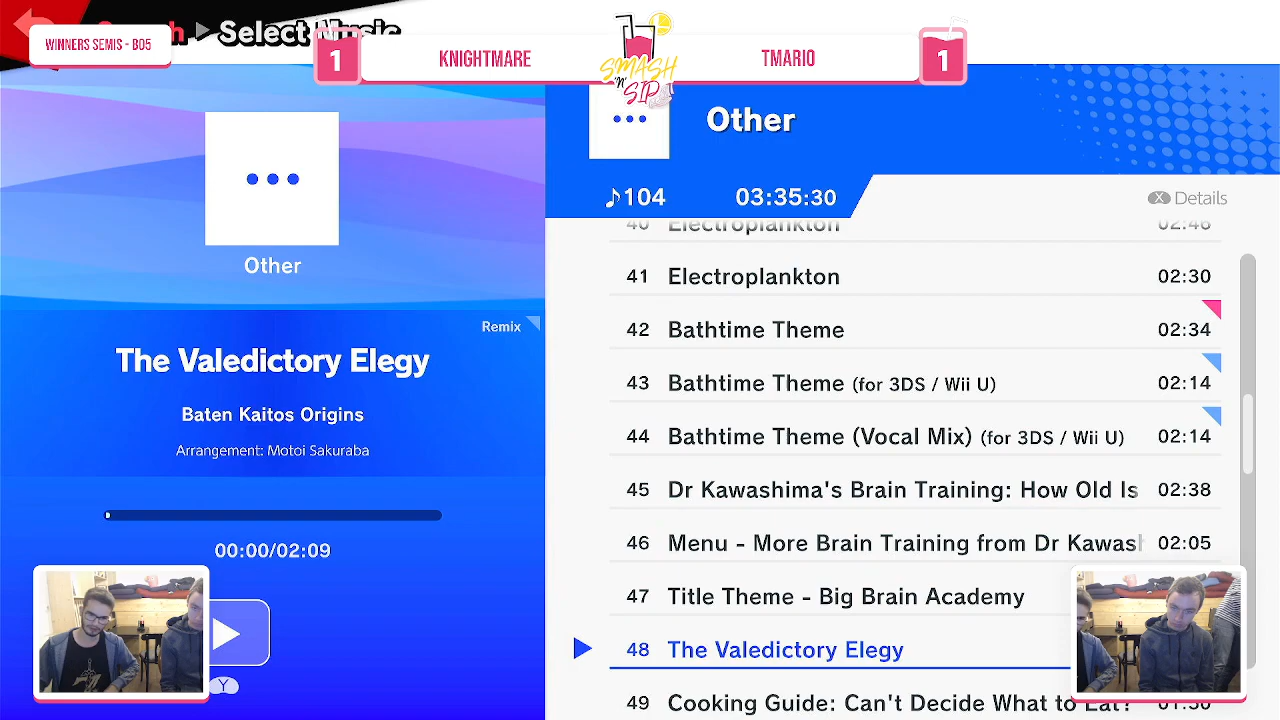 Select Music
WINNERS SEMIS - BO5
1
KNIGHTMARE
SMASH
'N'
SIP
TMARIO
1
Other
Other
♪104
03:35:30
Details
Remix
The Valedictory Elegy
Baten Kaitos Origins
Arrangement: Motoi Sakuraba
00:00/02:09
Y
40 Electroplankton 02:46
41 Electroplankton 02:30
42 Bathtime Theme 02:34
43 Bathtime Theme (for 3DS / Wii U) 02:14
44 Bathtime Theme (Vocal Mix) (for 3DS / Wii U) 02:14
45 Dr Kawashima's Brain Training: How Old Is 02:38
46 Menu - More Brain Training from Dr Kawash 02:05
47 Title Theme - Big Brain Academy
48 The Valedictory Elegy
49 Cooking Guide: Can't Decide What to Eat?